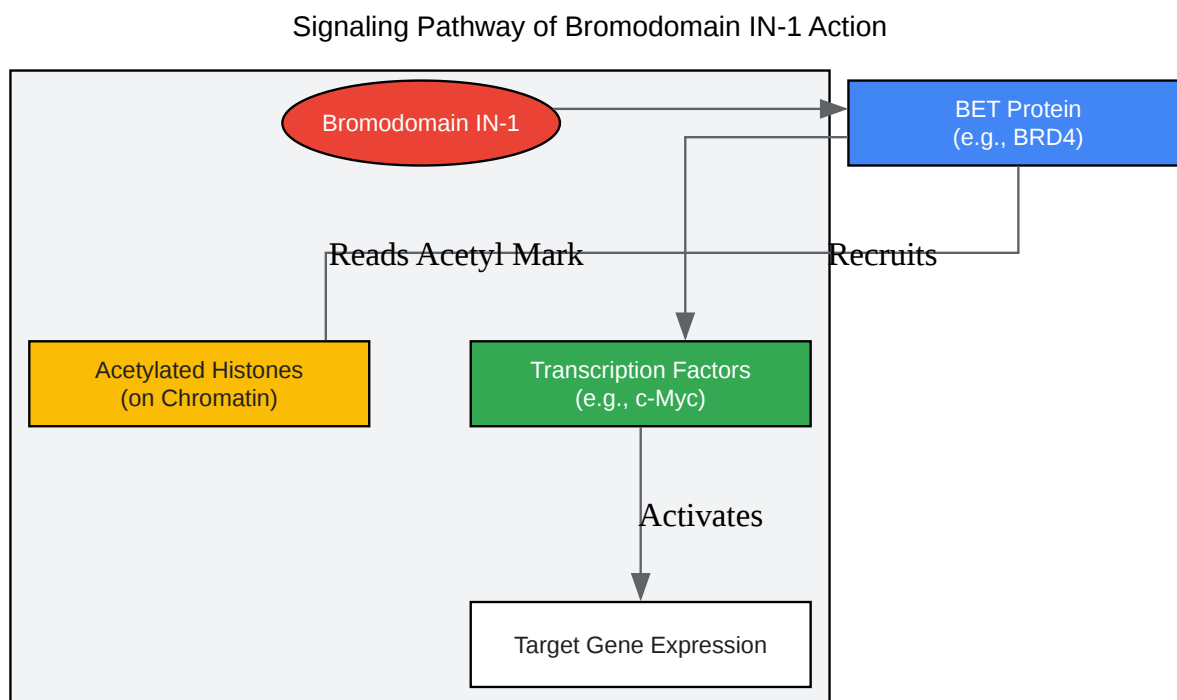 Signaling Pathway of Bromodomain IN-1 Action
Bromodomain IN-1
BET Protein
(e.g., BRD4)
Reads Acetyl Mark
Recruits
Acetylated Histones
(on Chromatin)
Transcription Factors
(e.g., c-Myc)
Activates
Target Gene Expression